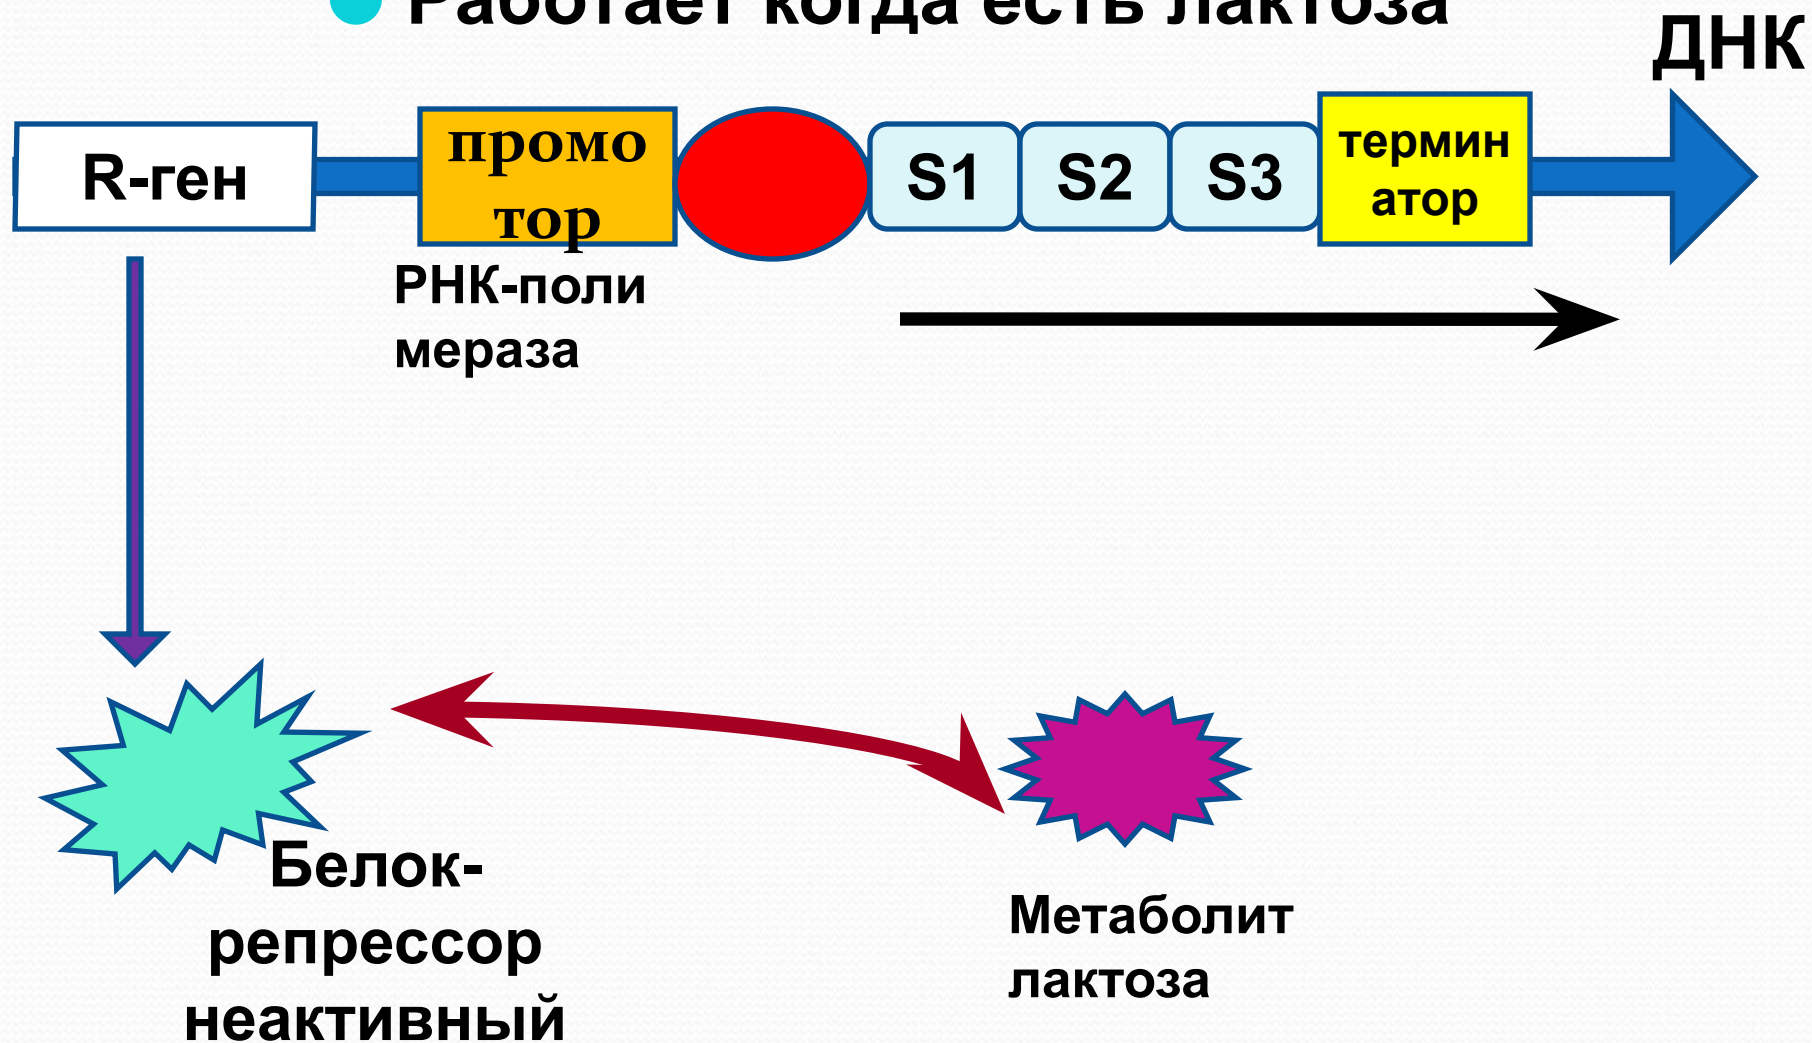 Работает когда есть лактоза
ДНК
R-ген
промо
тор
S1
S2
S3
термин
атор
РНК-поли
мераза
Белок-
репрессор
неактивный
Метаболит
лактоза